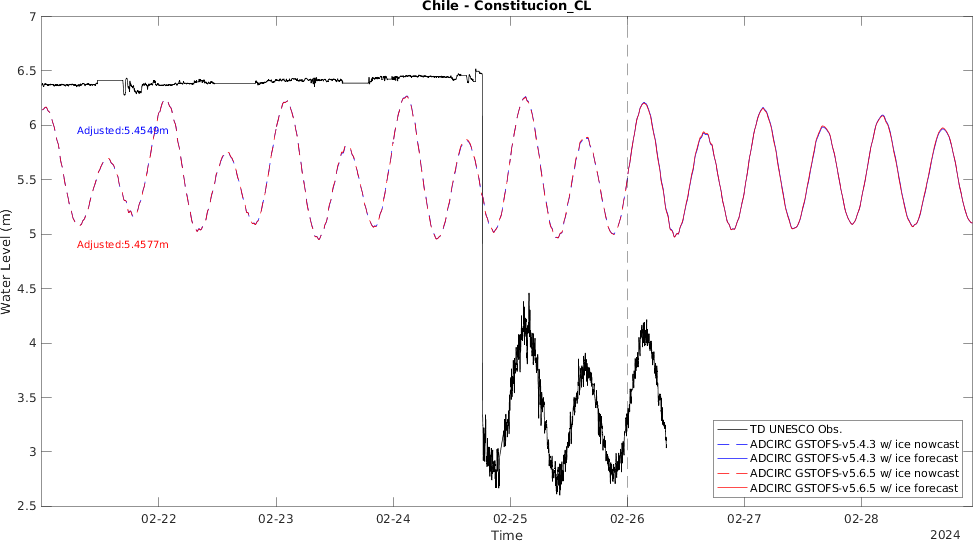 Chile - Constitucion_CL
7
6.5
6
5.5
5
4.5
4
3.5
3
2.5
Water Level (m)
Adjusted:5.4549m
Adjusted:5.4577m
TD UNESCO Obs.
ADCIRC GSTOFS-v5.4.3 w/ ice nowcast
ADCIRC GSTOFS-v5.4.3 w/ ice forecast
ADCIRC GSTOFS-v5.6.5 w/ ice nowcast
ADCIRC GSTOFS-v5.6.5 w/ ice forecast
02-22 02-23 02-24 02-25 02-26 02-27 02-28
Time
2024